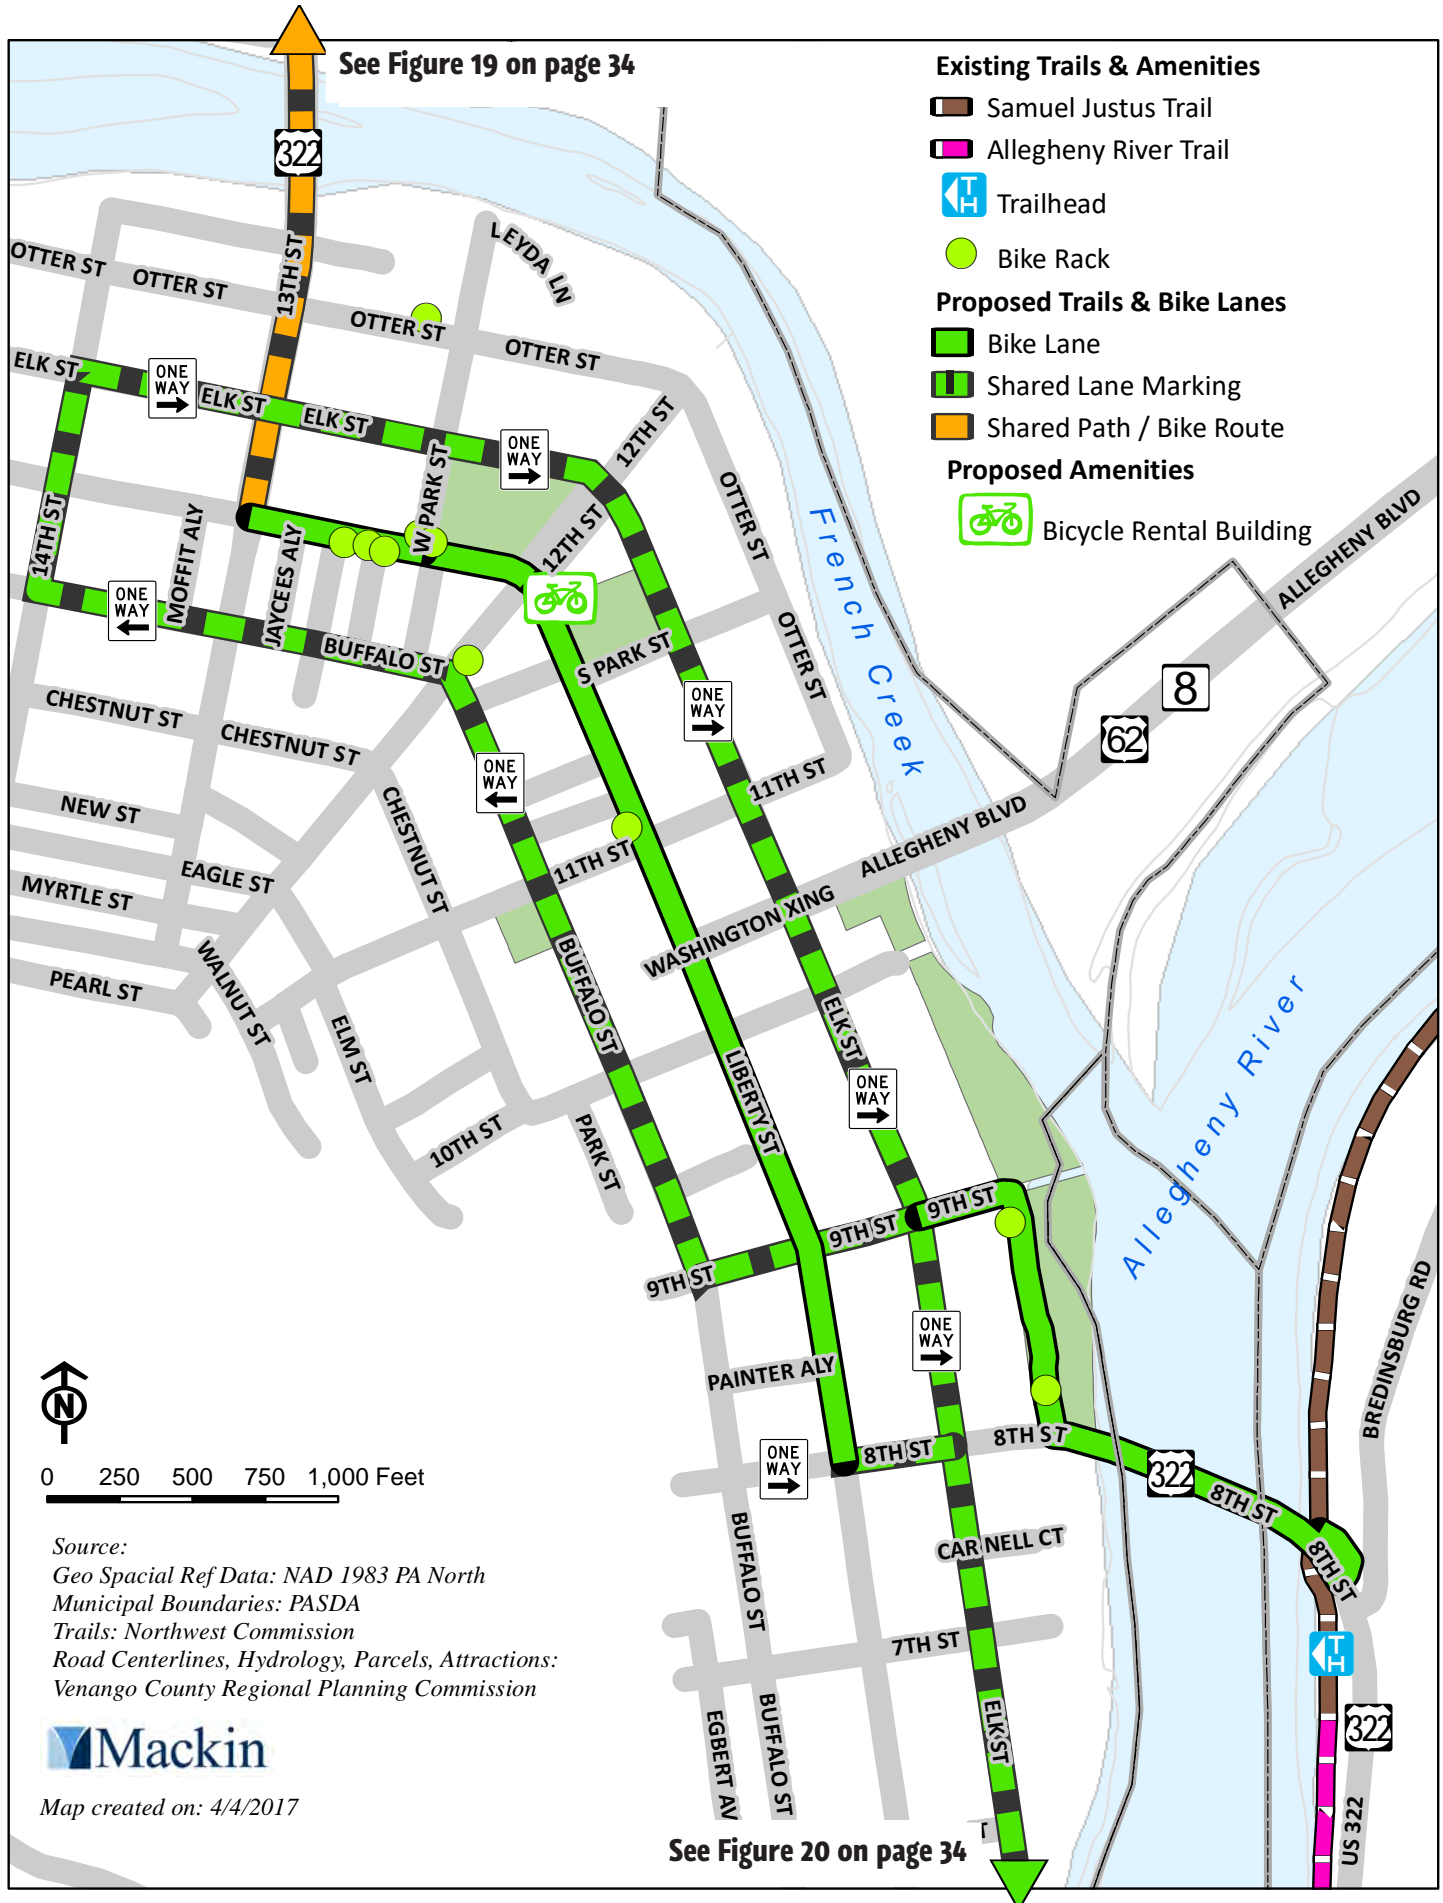 See Figure 19 on page 34
Existing Trails & Amenities
Samuel Justus Trail
Allegheny River Trail
TH
Trailhead
Bike Rack
Proposed Trails & Bike Lanes
Bike Lane
Shared Lane Marking
Shared Path / Bike Route
Proposed Amenities
Bicycle Rental Building
322
13TH ST
LEYDA LN
OTTER ST
OTTER ST
OTTER ST
OTTER ST
ELK ST
ONE
WAY
ELK ST
ELK ST
ONE
WAY
12TH ST
W PARK ST
OTTER ST
14TH ST
MOFFIT ALY
JAYCEES ALY
12TH ST
French Creek
ALLEGHENY BLVD
ONE
WAY
BUFFALO ST
S PARK ST
OTTER ST
8
62
CHESTNUT ST
CHESTNUT ST
ONE
WAY
ONE
WAY
NEW ST
CHESTNUT ST
11TH ST
ALLEGHENY BLVD
EAGLE ST
11TH ST
MYRTLE ST
WASHINGTON XING
PEARL ST
WALNUT ST
BUFFALO ST
ELK ST
Allegheny River
ELM ST
LIBERTY ST
ONE
WAY
10TH ST
PARK ST
9TH ST
9TH ST
9TH ST
BREDINSBURG RD
ONE
WAY
PAINTER ALY
N
8TH ST
8TH ST
ONE
WAY
322
8TH ST
0 250 500 750 1,000 Feet
BUFFALO ST
CARNELL CT
8TH ST
Source:
Geo Spacial Ref Data: NAD 1983 PA North
Municipal Boundaries: PASDA
Trails: Northwest Commission
Road Centerlines, Hydrology, Parcels, Attractions:
Venango County Regional Planning Commission
7TH ST
TH
EGBERT AV
BUFFALO ST
ELK ST
322
US 322
Mackin
Map created on: 4/4/2017
See Figure 20 on page 34